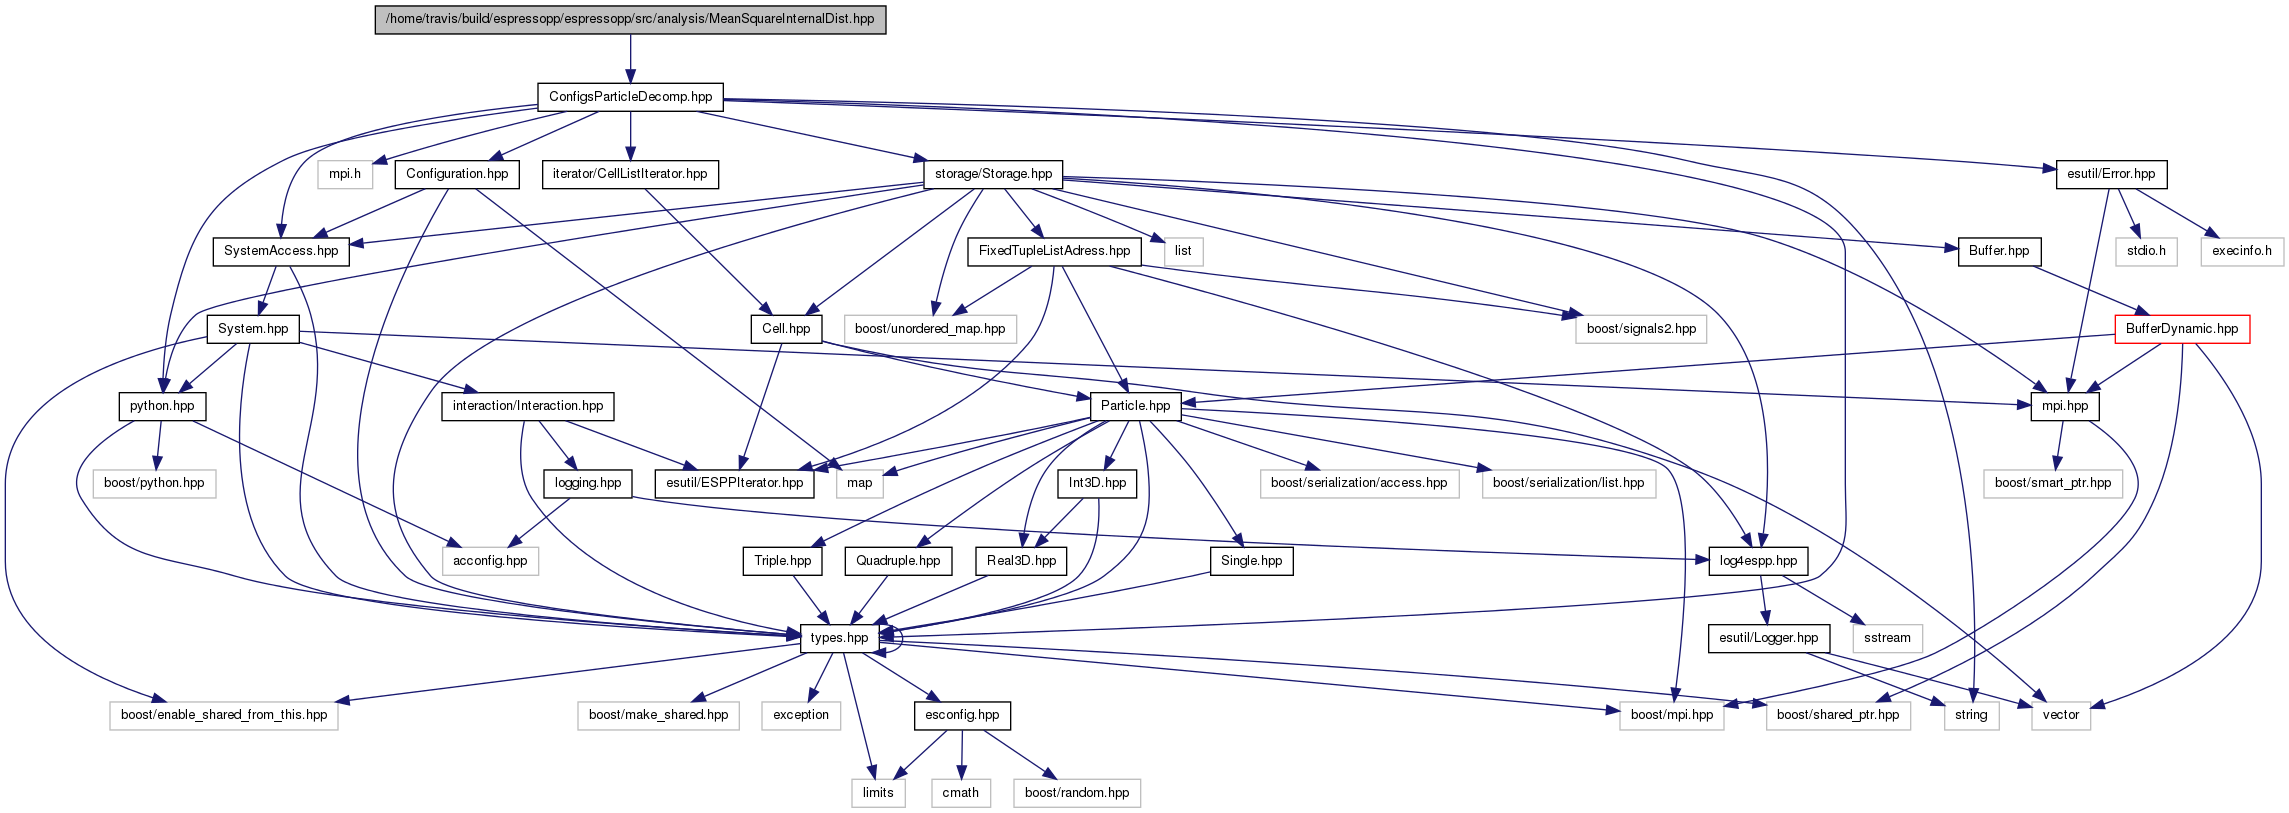 /home/travis/build/espressopp/espressopp/src/analysis/MeanSquareInternalDist.hpp
ConfigsParticleDecomp.hpp
mpi.h
Configuration.hpp
iterator/CellListIterator.hpp
storage/Storage.hpp
esutil/Error.hpp
SystemAccess.hpp
FixedTupleListAdress.hpp
list
Buffer.hpp
stdio.h
execinfo.h
System.hpp
Cell.hpp
boost/unordered_map.hpp
boost/signals2.hpp
BufferDynamic.hpp
python.hpp
interaction/Interaction.hpp
Particle.hpp
mpi.hpp
boost/python.hpp
logging.hpp
esutil/ESPPIterator.hpp
map
Int3D.hpp
boost/serialization/access.hpp
boost/serialization/list.hpp
boost/smart_ptr.hpp
acconfig.hpp
Triple.hpp
Quadruple.hpp
Real3D.hpp
Single.hpp
log4espp.hpp
types.hpp
esutil/Logger.hpp
sstream
boost/enable_shared_from_this.hpp
boost/make_shared.hpp
exception
esconfig.hpp
boost/mpi.hpp
boost/shared_ptr.hpp
string
vector
limits
cmath
boost/random.hpp